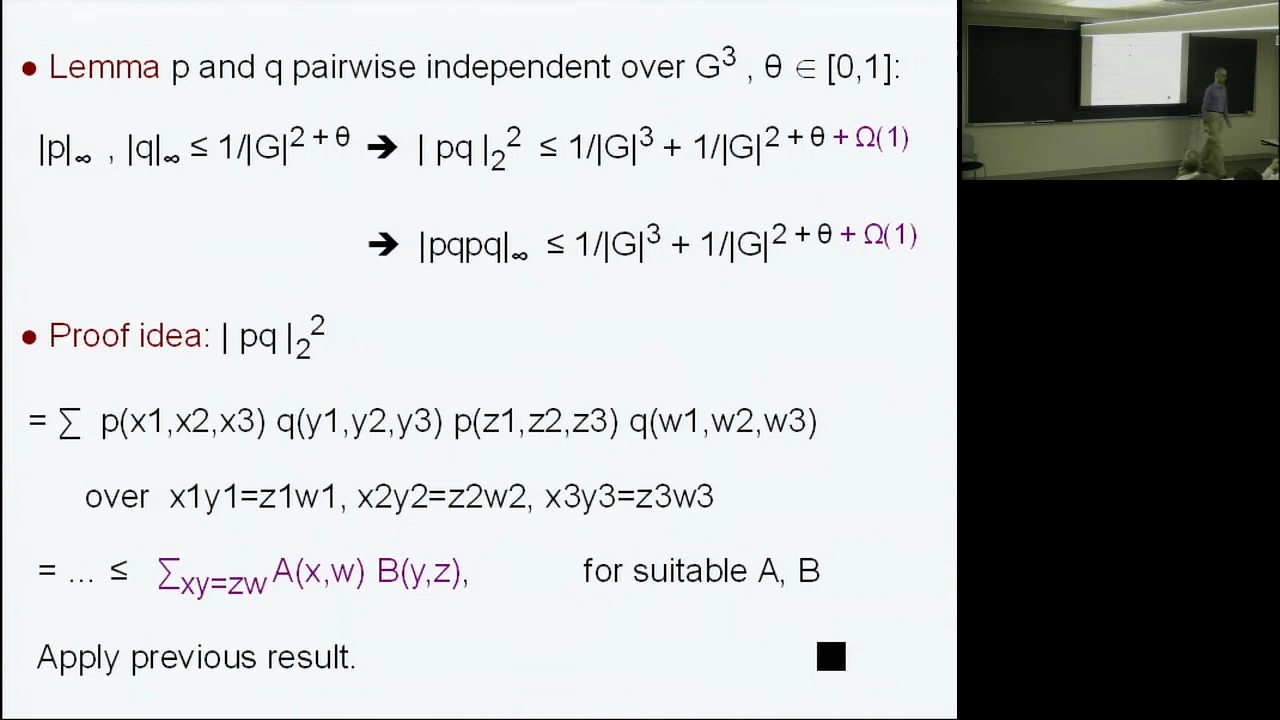 • Lemma p and q pairwise independent over G³ , θ ∈ [0,1]:
|p|∞ , |q|∞ ≤ 1/|G|^{2 + θ} ➔ | pq |₂² ≤ 1/|G|³ + 1/|G|^{2 + θ + Ω(1)}
➔ |pqpq|∞ ≤ 1/|G|³ + 1/|G|^{2 + θ + Ω(1)}
• Proof idea: | pq |₂²
= ∑ p(x1,x2,x3) q(y1,y2,y3) p(z1,z2,z3) q(w1,w2,w3)
over x1y1=z1w1, x2y2=z2w2, x3y3=z3w3
= ... ≤ ∑_{xy=zw} A(x,w) B(y,z), for suitable A, B
Apply previous result. ■